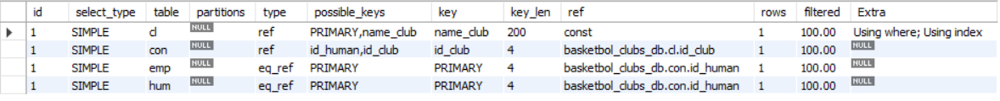 id select_type table partitions type possible_keys key key_len ref rows filtered Extra
1 SIMPLE cl NULL ref PRIMARY,name_club name_club 200 const 1 100.00 Using where; Using index
1 SIMPLE con NULL ref id_human,id_club id_club 4 basketbol_clubs_db.cl.id_club 1 100.00 NULL
1 SIMPLE emp NULL eq_ref PRIMARY PRIMARY 4 basketbol_clubs_db.con.id_human 1 100.00 NULL
1 SIMPLE hum NULL eq_ref PRIMARY PRIMARY 4 basketbol_clubs_db.con.id_human 1 100.00 NULL